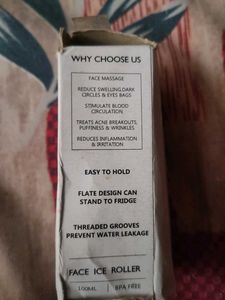 WHY CHOOSE US
FACE MASSAGE
REDUCE SWELLING,DARK
CIRCLES & EYES BAGS
STIMULATE BLOOD
CIRCULATION
TREATS ACNE BREAKOUTS,
PUFFINESS & WRINKLES
REDUCES INFLAMMATION
& IRRITATION
EASY TO HOLD
FLATE DESIGN CAN
STAND TO FRIDGE
THREADED GROOVES
PREVENT WATER LEAKAGE
FACE ICE ROLLER
100ML
BPA FREE